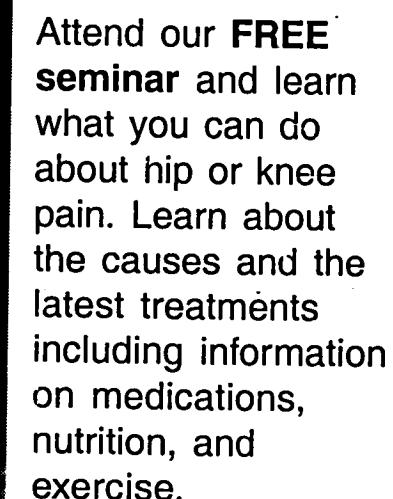 Attend our FREE
seminar and learn
what you can do
about hip or knee
pain. Learn about
the causes and the
latest treatments
including information
on medications,
nutrition, and
exercise.